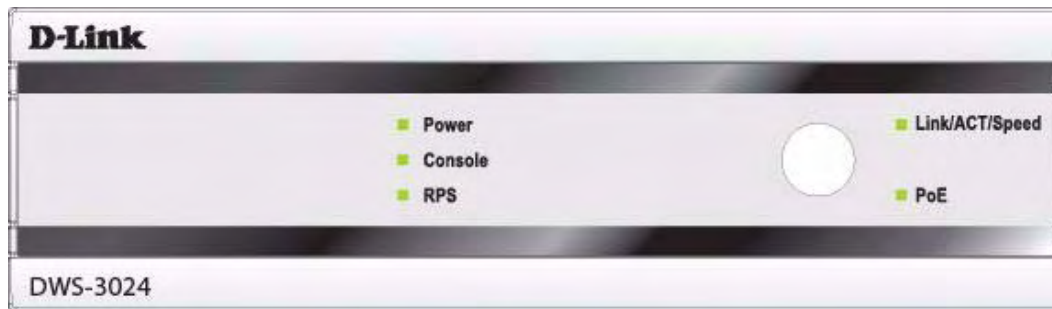 D-Link
Power
Link/ACT/Speed
Console
RPS
PoE
DWS-3024